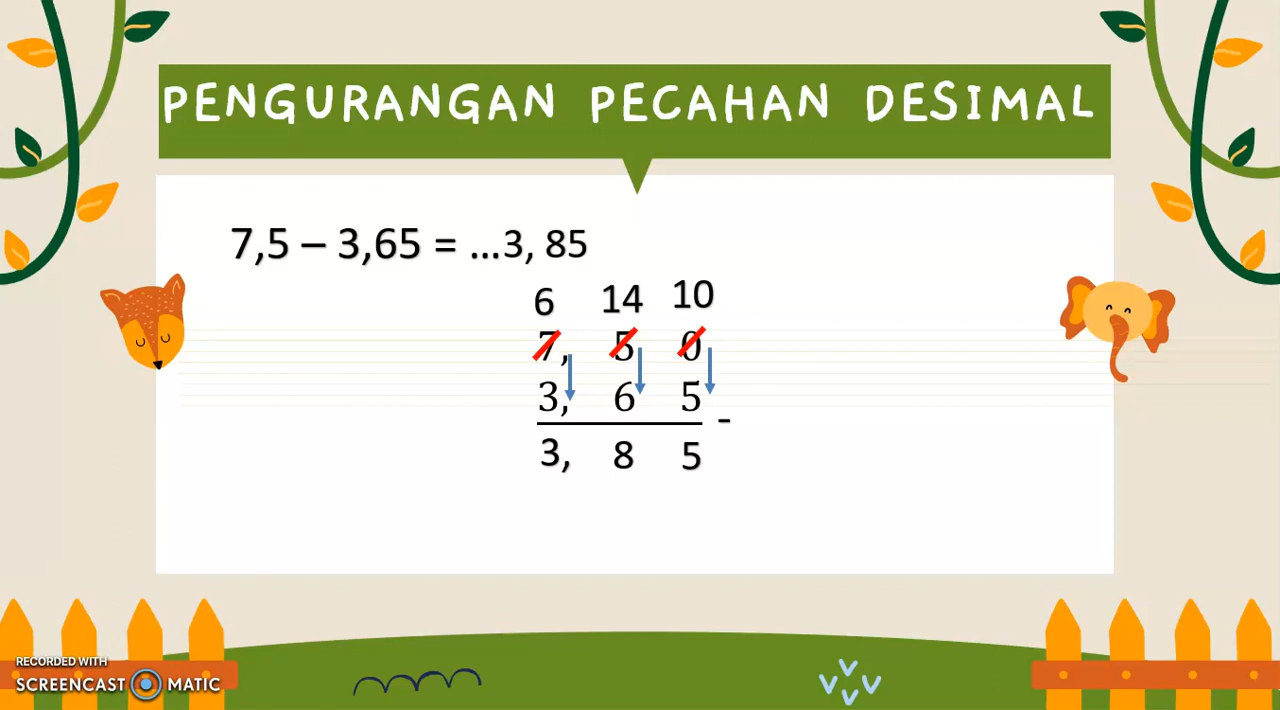 PENGURANGAN PECAHAN DESIMAL
7,5 – 3,65 = ...3, 85
6 14 10
7, 5 0
3, 6 5 -
3, 8 5
RECORDED WITH
SCREENCAST MATIC